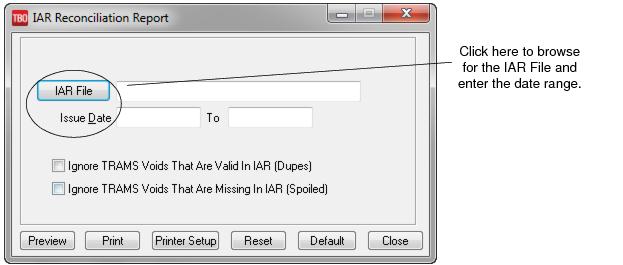 TBO IAR Reconciliation Report
IAR File
Issue Date To
Ignore TRAMS Voids That Are Valid In IAR (Dupes)
Ignore TRAMS Voids That Are Missing In IAR (Spoiled)
Preview Print Printer Setup Reset Default Close
Click here to browse
for the IAR File and
enter the date range.